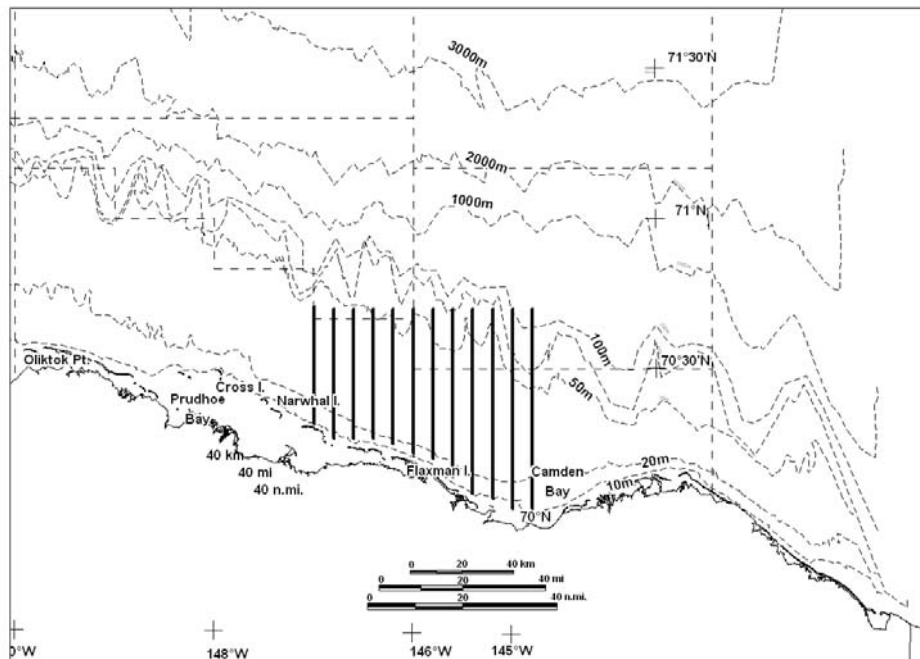 3000m
71°30'N
2000m
1000m
71°N
100m
70°30'N
50m
Oliktok Pt.
Cross I.
Prudhoe
Bay
Narwhal I.
40 km
40 mi
40 n.mi.
Flaxman I.
Camden
Bay
20m
10m
70°N
0 20 40 km
0 20 40 mi
0 20 40 n.mi.
0°W 148°W 146°W 145°W